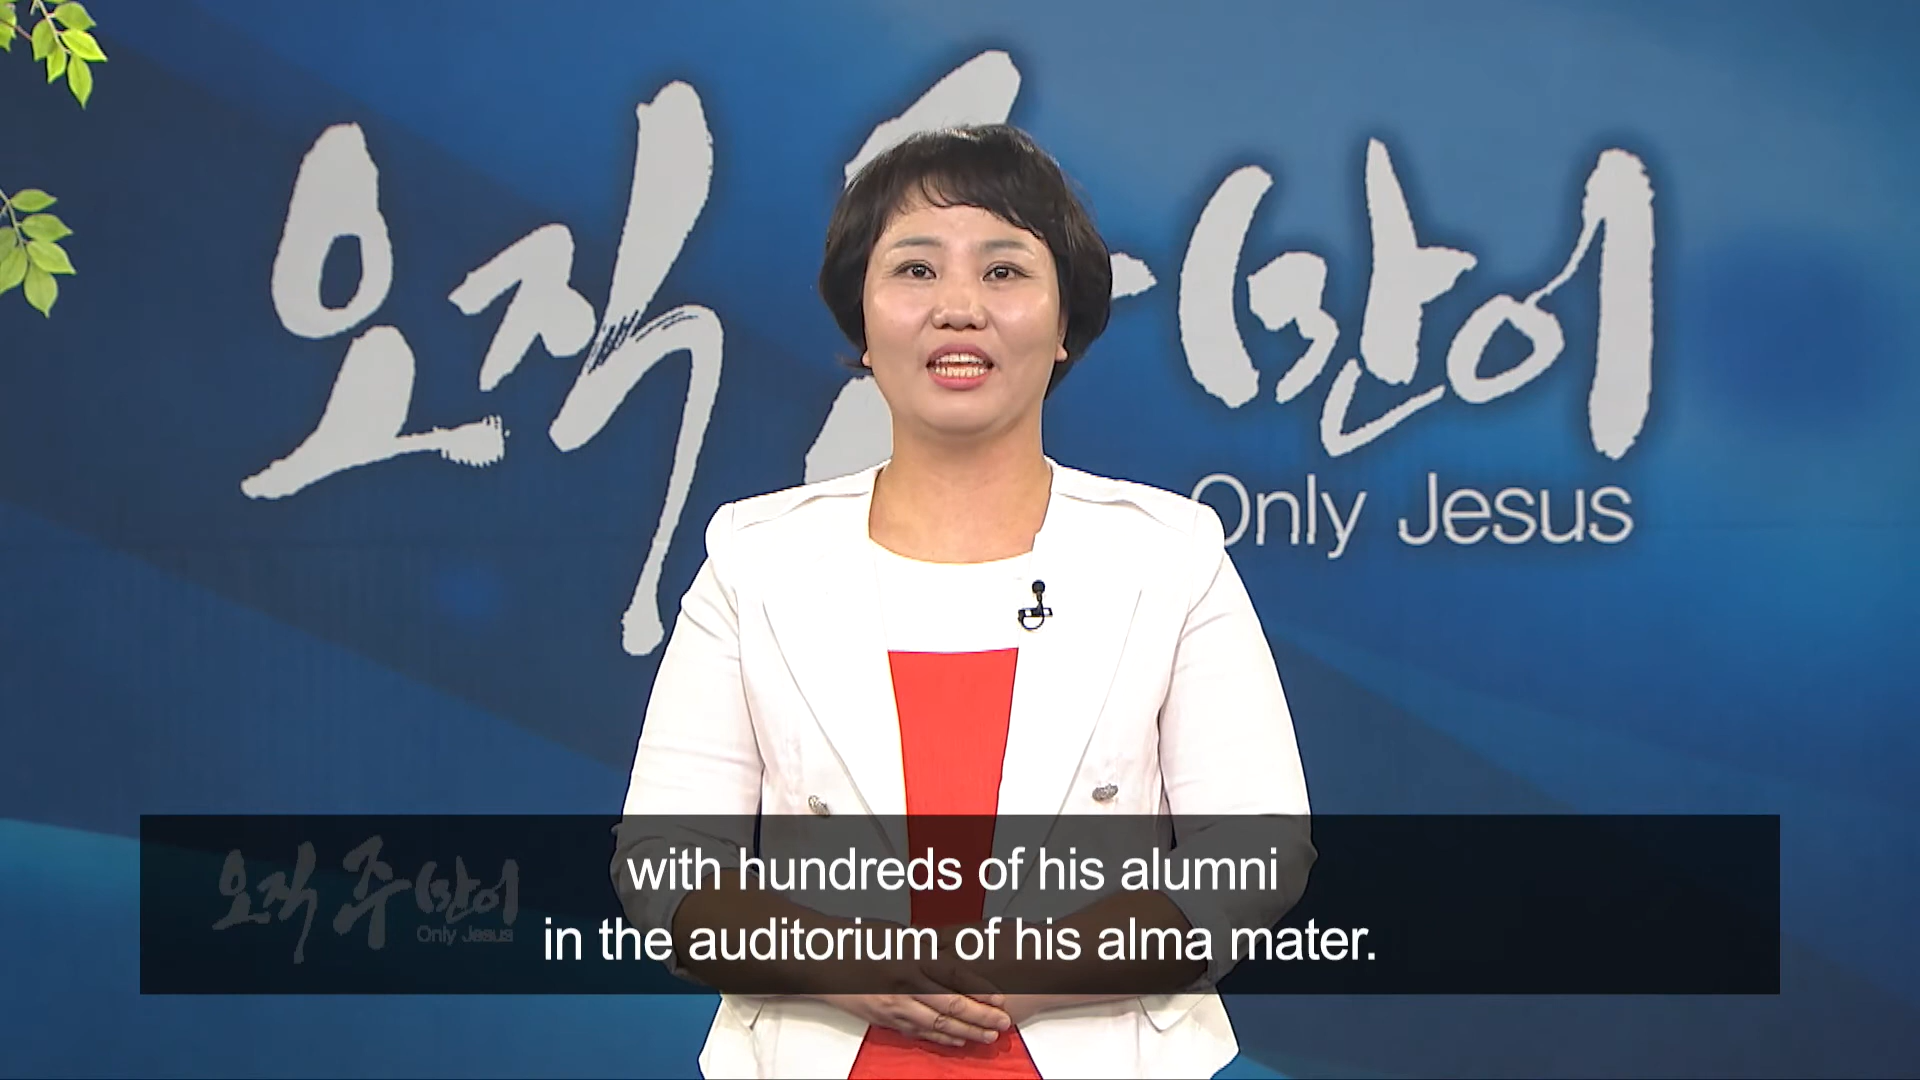 오직 주만이
Only Jesus
오직 주만이
Only Jesus
with hundreds of his alumni
in the auditorium of his alma mater.